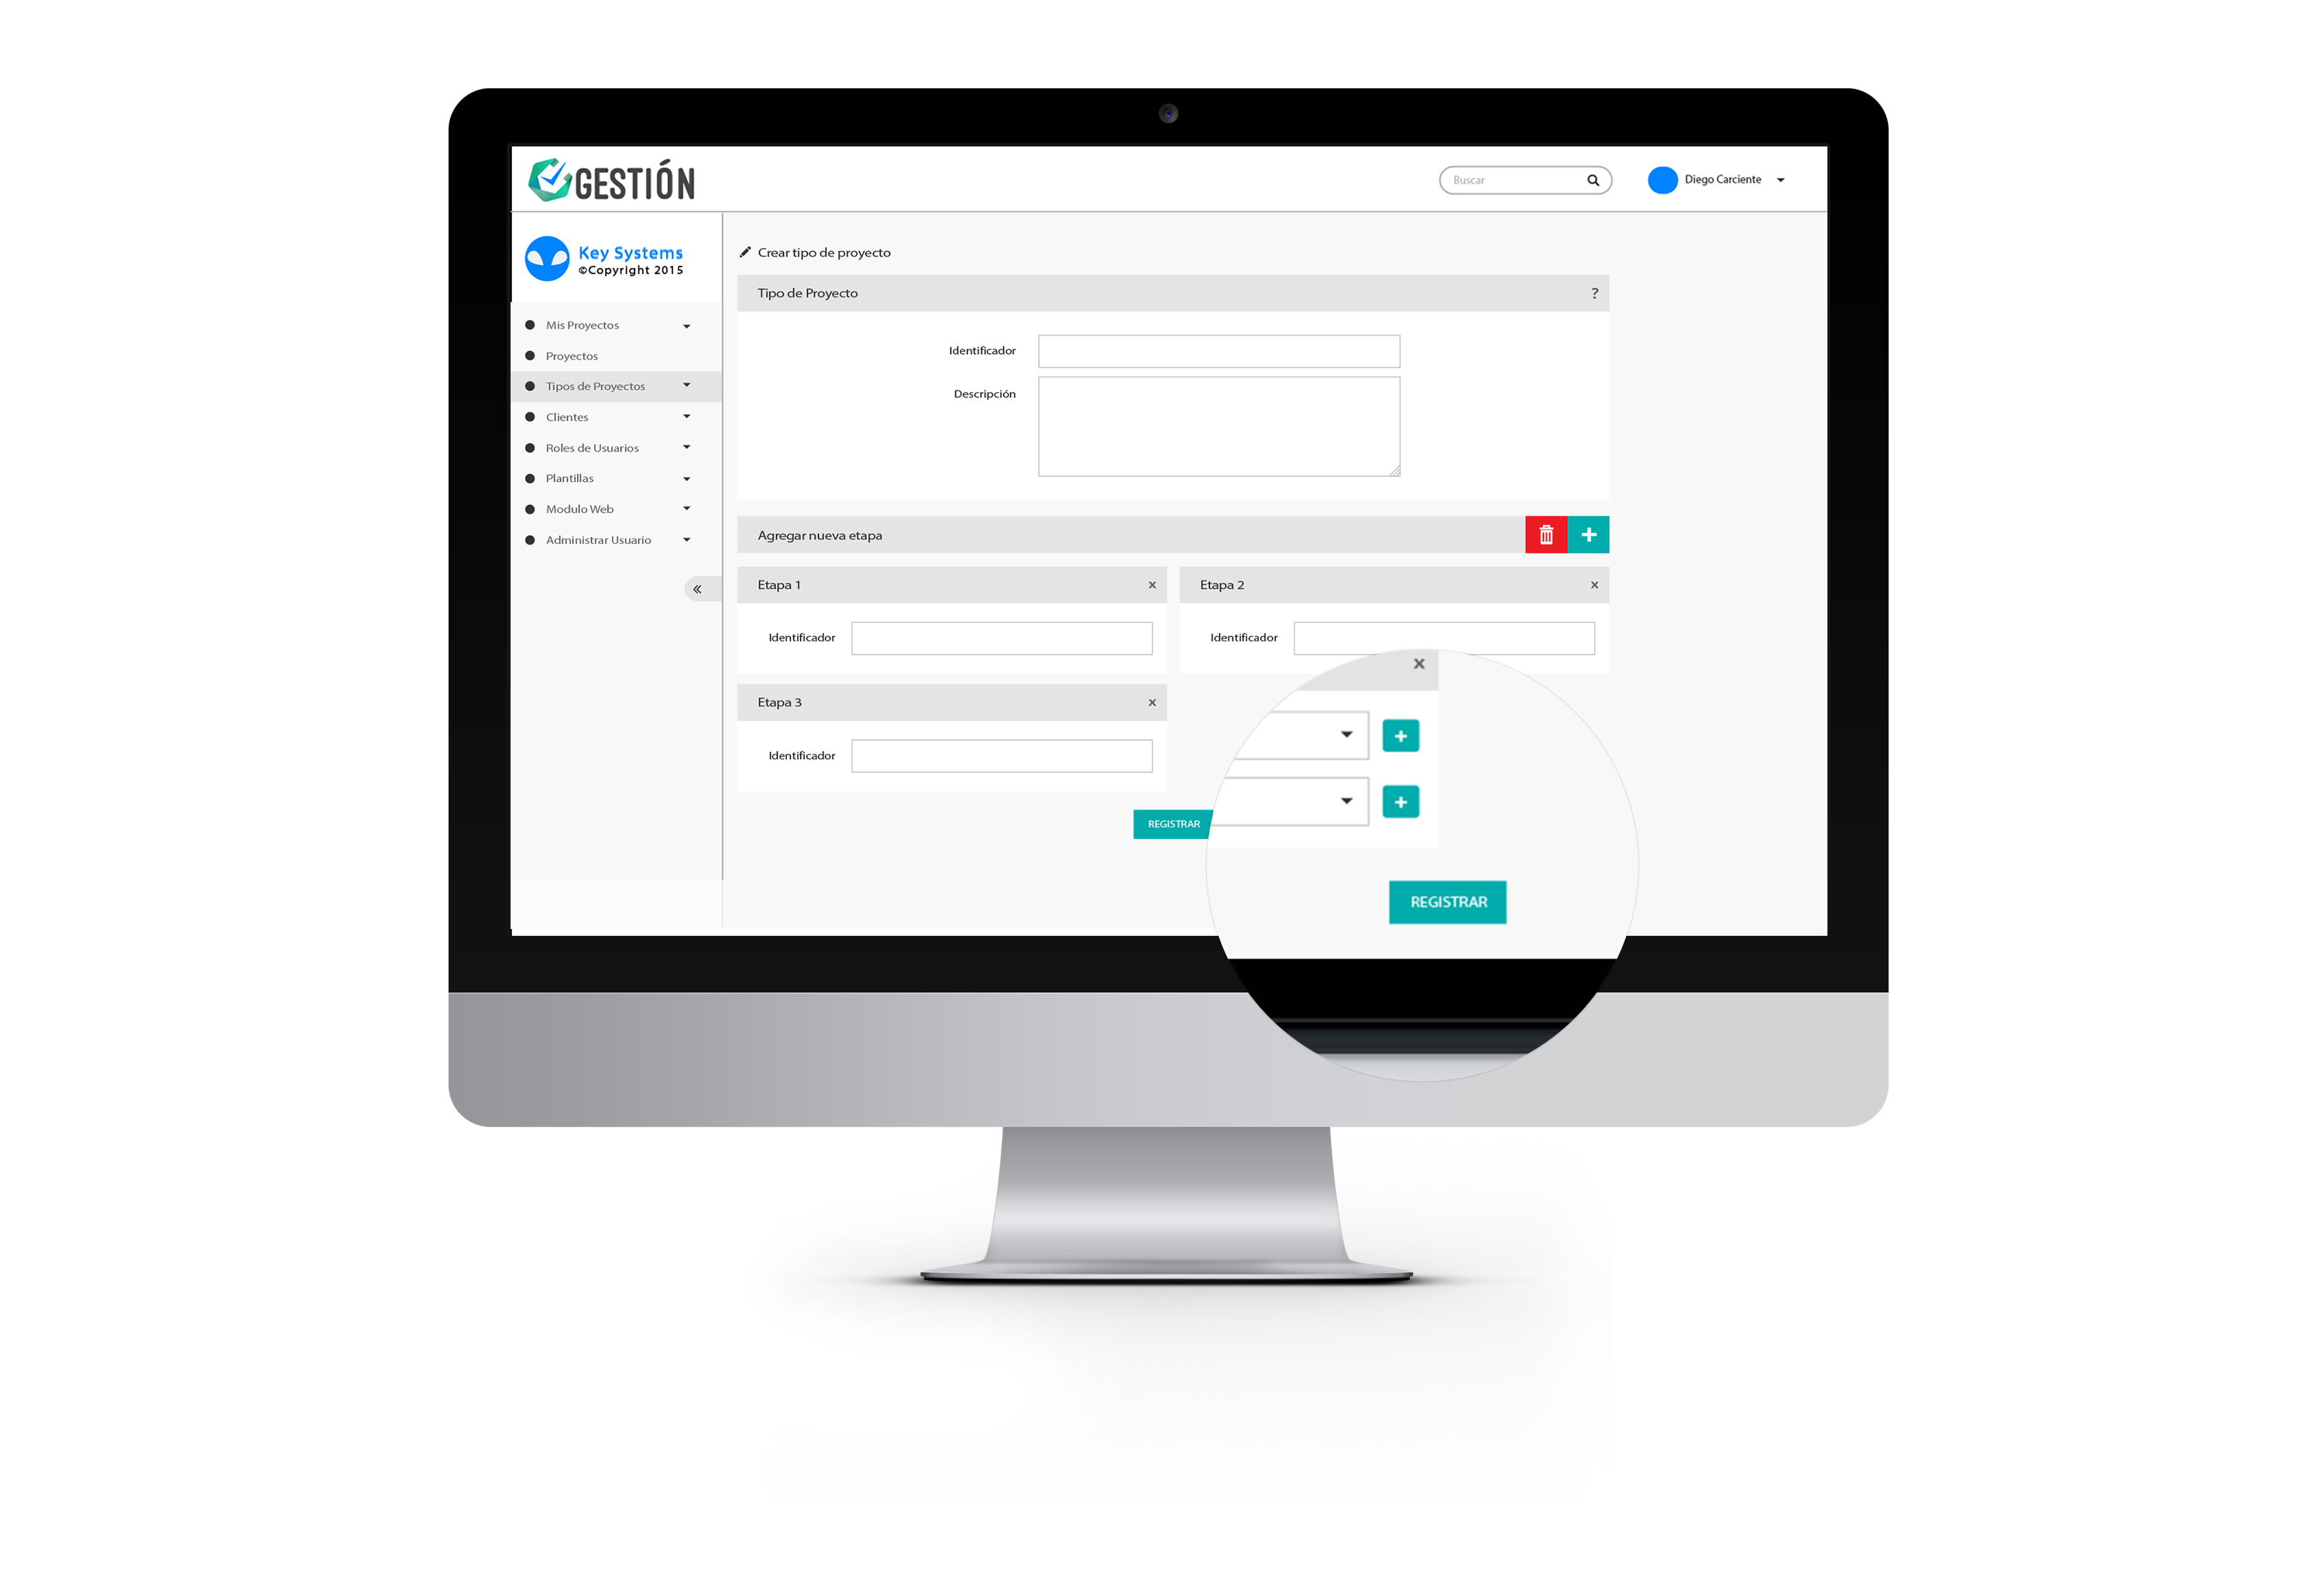 GESTIÓN
Buscar
Diego Carciente
Key Systems
©Copyright 2015
Mis Proyectos
Proyectos
Tipos de Proyectos
Clientes
Roles de Usuarios
Plantillas
Modulo Web
Administrar Usuario
«
Crear tipo de proyecto
Tipo de Proyecto ?
Identificador
Descripción
Agregar nueva etapa +
Etapa 1 x
Identificador
Etapa 2 x
Identificador
Etapa 3 x
Identificador
REGISTRAR
x
+
+
REGISTRAR